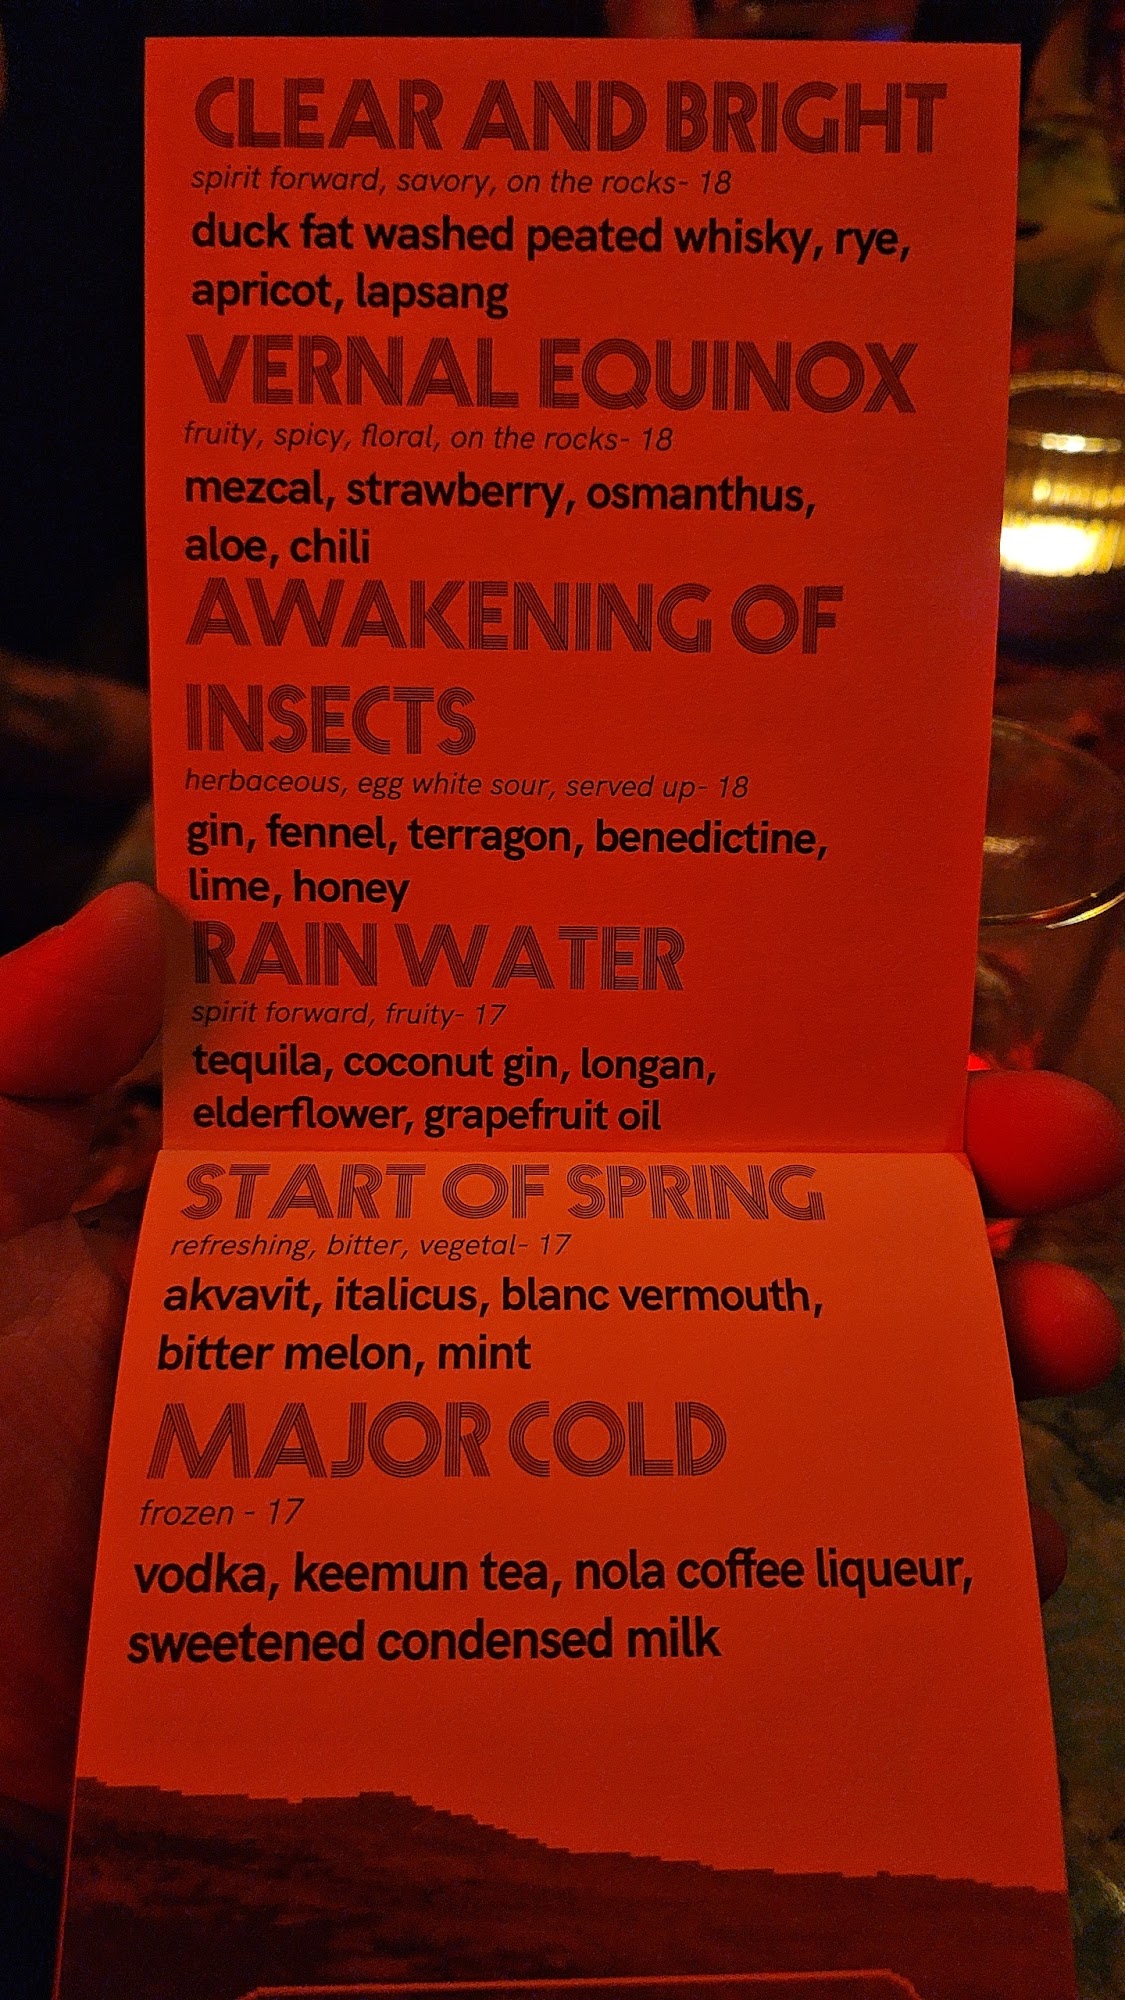 CLEAR AND BRIGHT
spirit forward, savory, on the rocks- 18
duck fat washed peated whisky, rye,
apricot, lapsang
VERNAL EQUINOX
fruity, spicy, floral, on the rocks- 18
mezcal, strawberry, osmanthus,
aloe, chili
AWAKENING OF
INSECTS
herbaceous, egg white sour, served up- 18
gin, fennel, terragon, benedictine,
lime, honey
RAIN WATER
spirit forward, fruity- 17
tequila, coconut gin, longan,
elderflower, grapefruit oil
START OF SPRING
refreshing, bitter, vegetal- 17
akvavit, italicus, blanc vermouth,
bitter melon, mint
MAJOR COLD
frozen - 17
vodka, keemun tea, nola coffee liqueur,
sweetened condensed milk